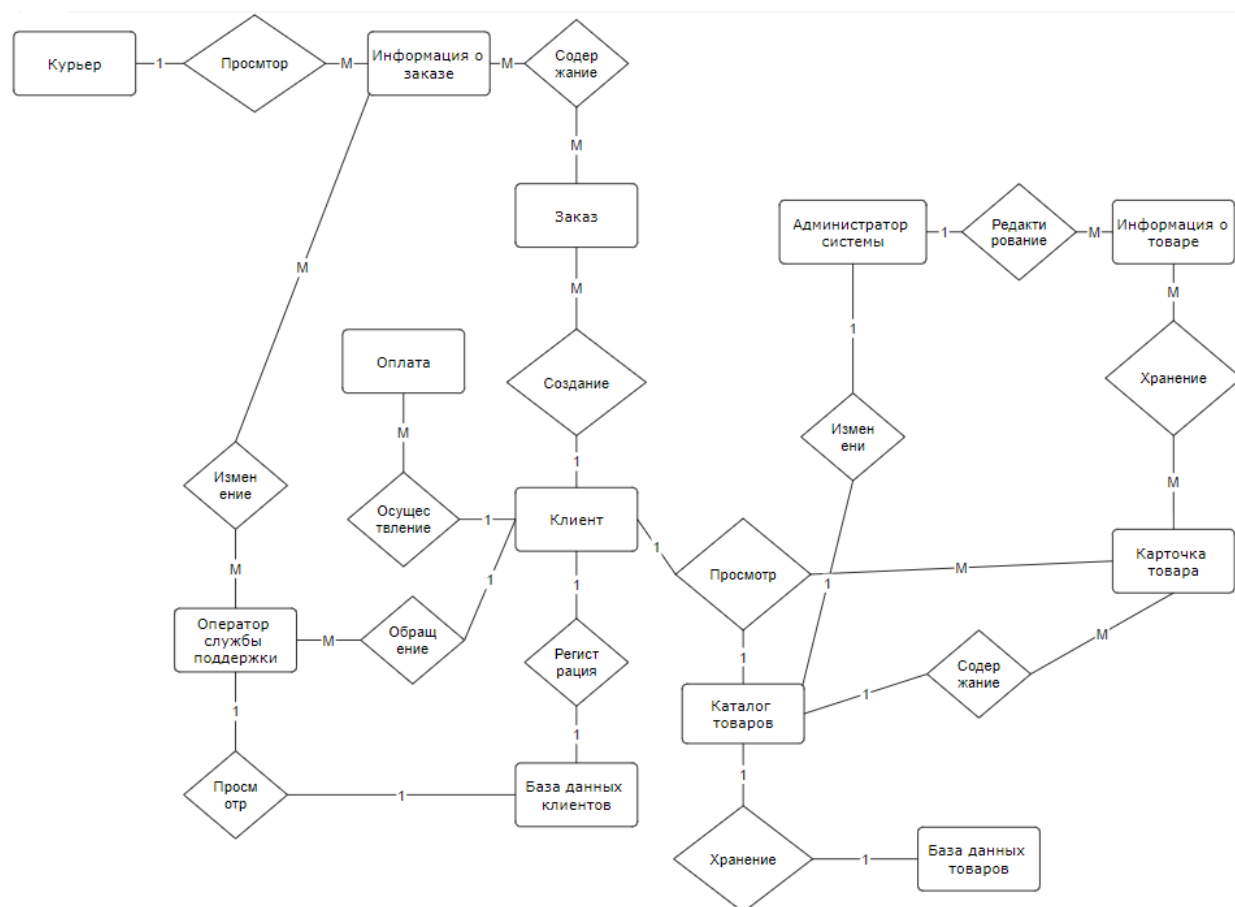 Курьер
1
Просмтор
М
Информация о
заказе
М
Содер
жание
М
Заказ
М
Администратор
системы
1
Редакти
рование
М
Информация о
товаре
М
М
1
Оплата
Создание
Хранение
М
Измен
ени
1
Измен
ение
М
Осущес
твление
1
Клиент
1
М
Карточка
товара
Просмотр
М
1
1
1
М
Оператор
службы
поддержки
М
Обращ
ение
Регист
рация
1
М
Содер
жание
1
Каталог
товаров
1
1
1
Просм
отр
1
База данных
клиентов
Хранение
1
База данных
товаров